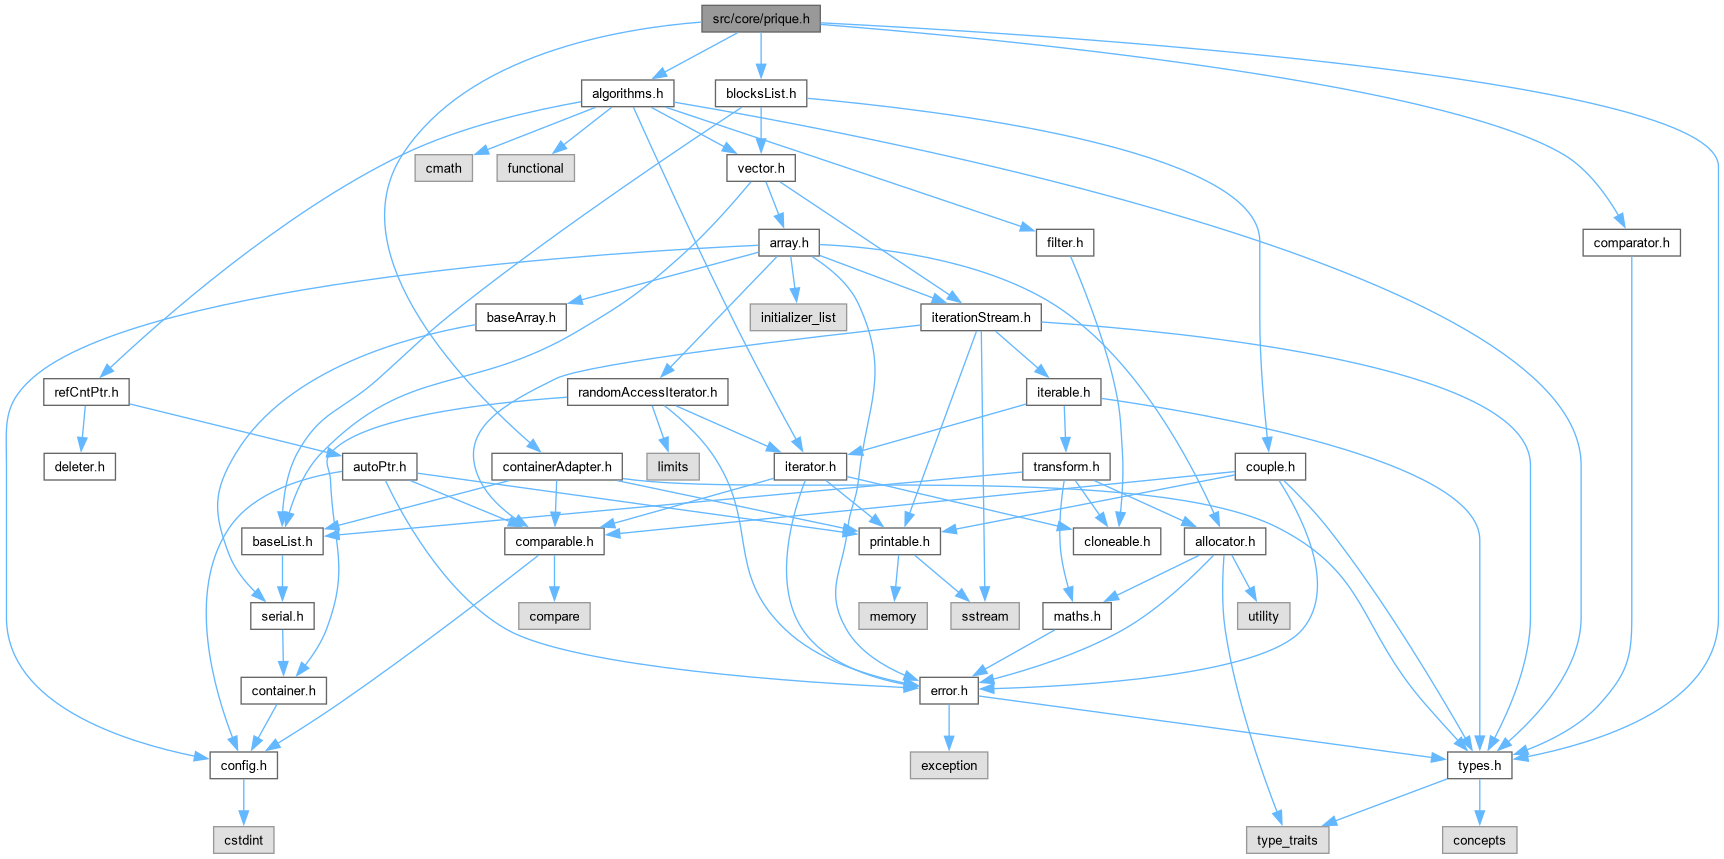 src/core/prique.h
algorithms.h
blocksList.h
cmath
functional
vector.h
array.h
filter.h
comparator.h
baseArray.h
initializer_list
iterationStream.h
refCntPtr.h
randomAccessIterator.h
iterable.h
deleter.h
autoPtr.h
containerAdapter.h
limits
iterator.h
transform.h
couple.h
baseList.h
comparable.h
printable.h
cloneable.h
allocator.h
serial.h
compare
memory
sstream
maths.h
utility
container.h
error.h
config.h
exception
types.h
cstdint
type_traits
concepts